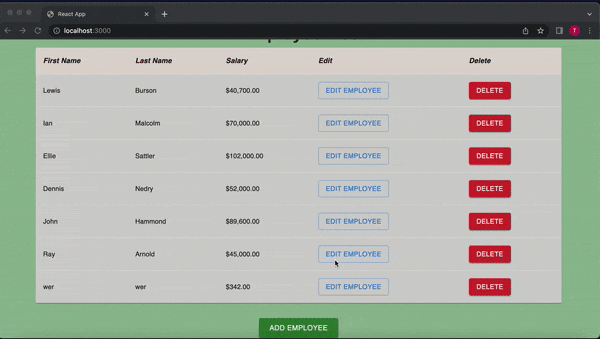 React App
localhost:3000
T
First Name Last Name Salary Edit Delete
Lewis Burson $40,700.00 EDIT EMPLOYEE DELETE
Ian Malcolm $70,000.00 EDIT EMPLOYEE DELETE
Ellie Sattler $102,000.00 EDIT EMPLOYEE DELETE
Dennis Nedry $52,000.00 EDIT EMPLOYEE DELETE
John Hammond $89,600.00 EDIT EMPLOYEE DELETE
Ray Arnold $45,000.00 EDIT EMPLOYEE DELETE
wer wer $342.00 EDIT EMPLOYEE DELETE
ADD EMPLOYEE